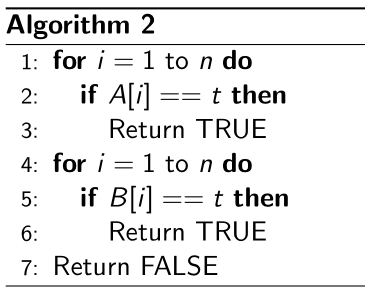 Algorithm 2
1: for i = 1 to n do
2: if A[i] == t then
3: Return TRUE
4: for i = 1 to n do
5: if B[i] == t then
6: Return TRUE
7: Return FALSE